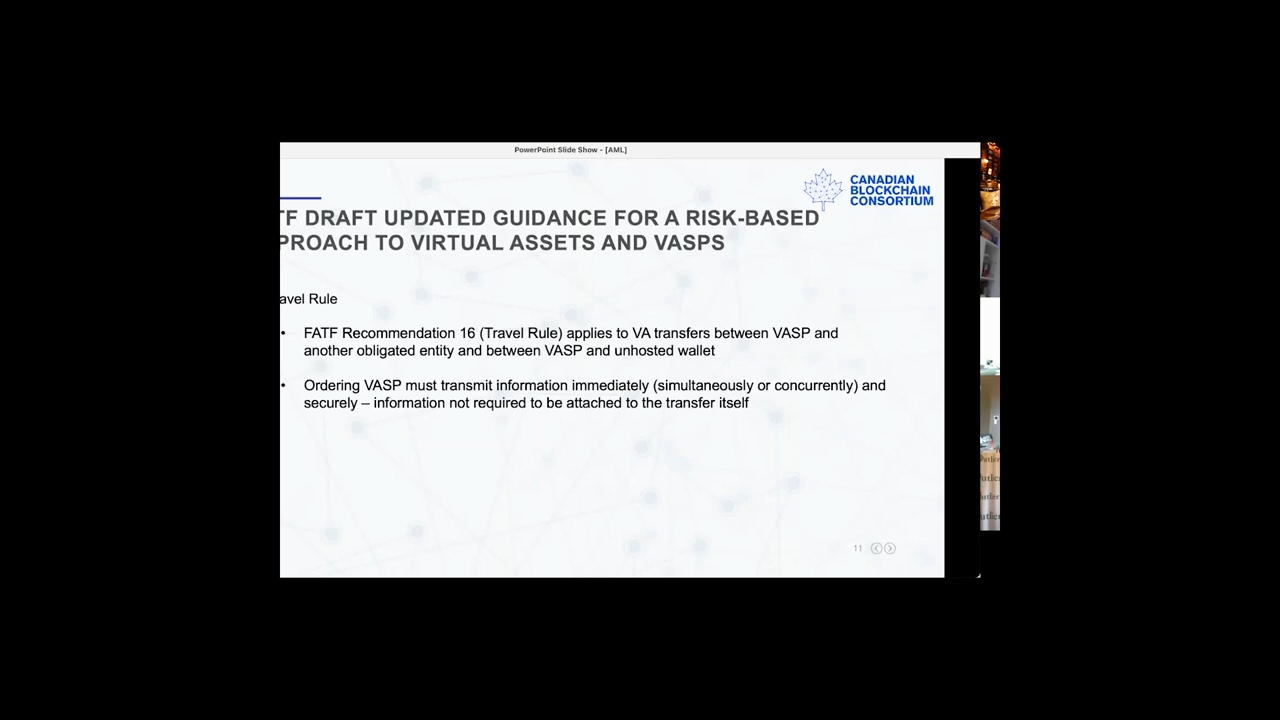 PowerPoint Slide Show - [AML]
CANADIAN
BLOCKCHAIN
CONSORTIUM
TF DRAFT UPDATED GUIDANCE FOR A RISK-BASED
PROACH TO VIRTUAL ASSETS AND VASPS
avel Rule
• FATF Recommendation 16 (Travel Rule) applies to VA transfers between VASP and
another obligated entity and between VASP and unhosted wallet
• Ordering VASP must transmit information immediately (simultaneously or concurrently) and
securely – information not required to be attached to the transfer itself
11